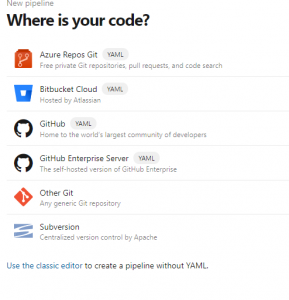 New pipeline
Where is your code?
Azure Repos Git YAML
Free private Git repositories, pull requests, and code search
Bitbucket Cloud YAML
Hosted by Atlassian
GitHub YAML
Home to the world's largest community of developers
GitHub Enterprise Server YAML
The self-hosted version of GitHub Enterprise
Other Git
Any generic Git repository
Subversion
Centralized version control by Apache
Use the classic editor to create a pipeline without YAML.